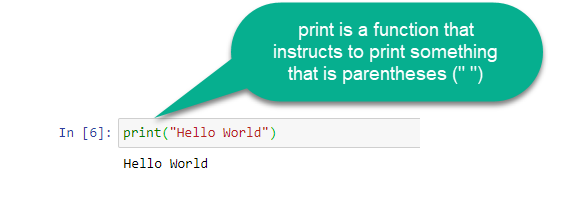 print is a function that
instructs to print something
that is parentheses (" ")
In [6]: print("Hello World")
Hello World